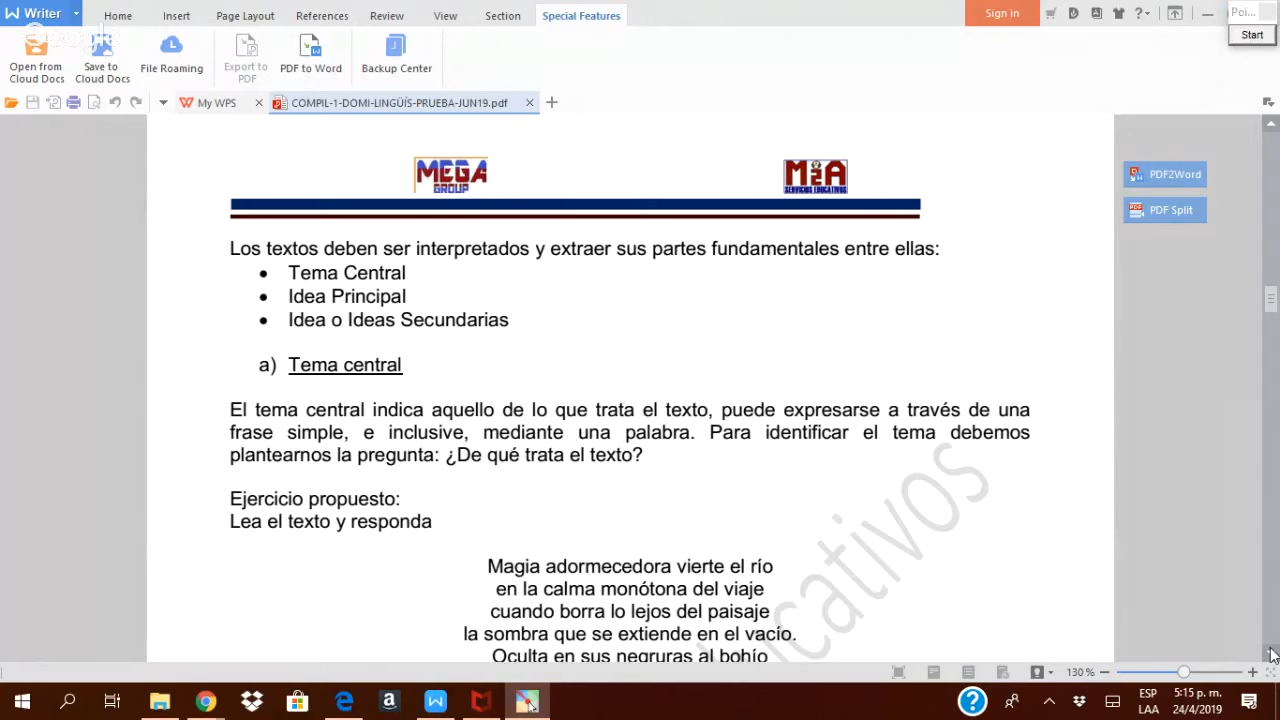 Writer
Home
Insert
Page Layout
References
Review
View
Section
Special Features
Sign in
Poi...
Start
Open from Cloud Docs
Save to Cloud Docs
File Roaming
Export to PDF
PDF to Word
Backup Center
My WPS
COMPIL-1-DOMI-LINGÜÍS-PRUEBA-JUN19.pdf
PDF2Word
PDF Split
MEGA GROUP
M2A SERVICIOS EDUCATIVOS
Los textos deben ser interpretados y extraer sus partes fundamentales entre ellas:
• Tema Central
• Idea Principal
• Idea o Ideas Secundarias
a) Tema central
El tema central indica aquello de lo que trata el texto, puede expresarse a través de una
frase simple, e inclusive, mediante una palabra. Para identificar el tema debemos
plantearnos la pregunta: ¿De qué trata el texto?
Ejercicio propuesto:
Lea el texto y responda
Magia adormecedora vierte el río
en la calma monótona del viaje
cuando borra lo lejos del paisaje
la sombra que se extiende en el vacío.
Oculta en sus negruras al bohío
ucativos
130 %
ESP
LAA
5:15 p. m.
24/4/2019